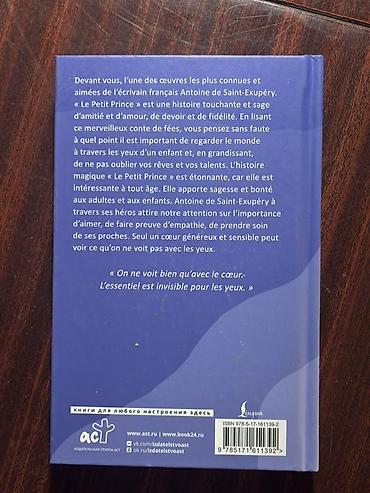 Devant vous, l'une des œuvres les plus connues et
aimées de l'écrivain français Antoine de Saint-Exupéry.
« Le Petit Prince » est une histoire touchante et sage
d'amitié et d'amour, de devoir et de fidélité. En lisant
ce merveilleux conte de fées, vous pensez sans faute
à quel point il est important de regarder le monde
à travers les yeux d'un enfant et, en grandissant,
de ne pas oublier vos rêves et vos talents. L'histoire
magique « Le Petit Prince » est étonnante, car elle est
intéressante à tout âge. Elle apporte sagesse et bonté
aux adultes et aux enfants. Antoine de Saint-Exupéry à
travers ses héros attire notre attention sur l'importance
d'aimer, de faire preuve d'empathie, de prendre soin
de ses proches. Seul un cœur généreux et sensible peut
voir ce qu'on ne voit pas avec les yeux.
« On ne voit bien qu'avec le cœur.
L'essentiel est invisible pour les yeux. »
книги для любого настроения здесь
аст
ИЗДАТЕЛЬСКАЯ ГРУППА АСТ
www.ast.ru | www.book24.ru
vk.com/izdatelstvoast
ok.ru/izdatelstvoast
Lingua
ISBN 978-5-17-161139-2
9 785171 611392 >